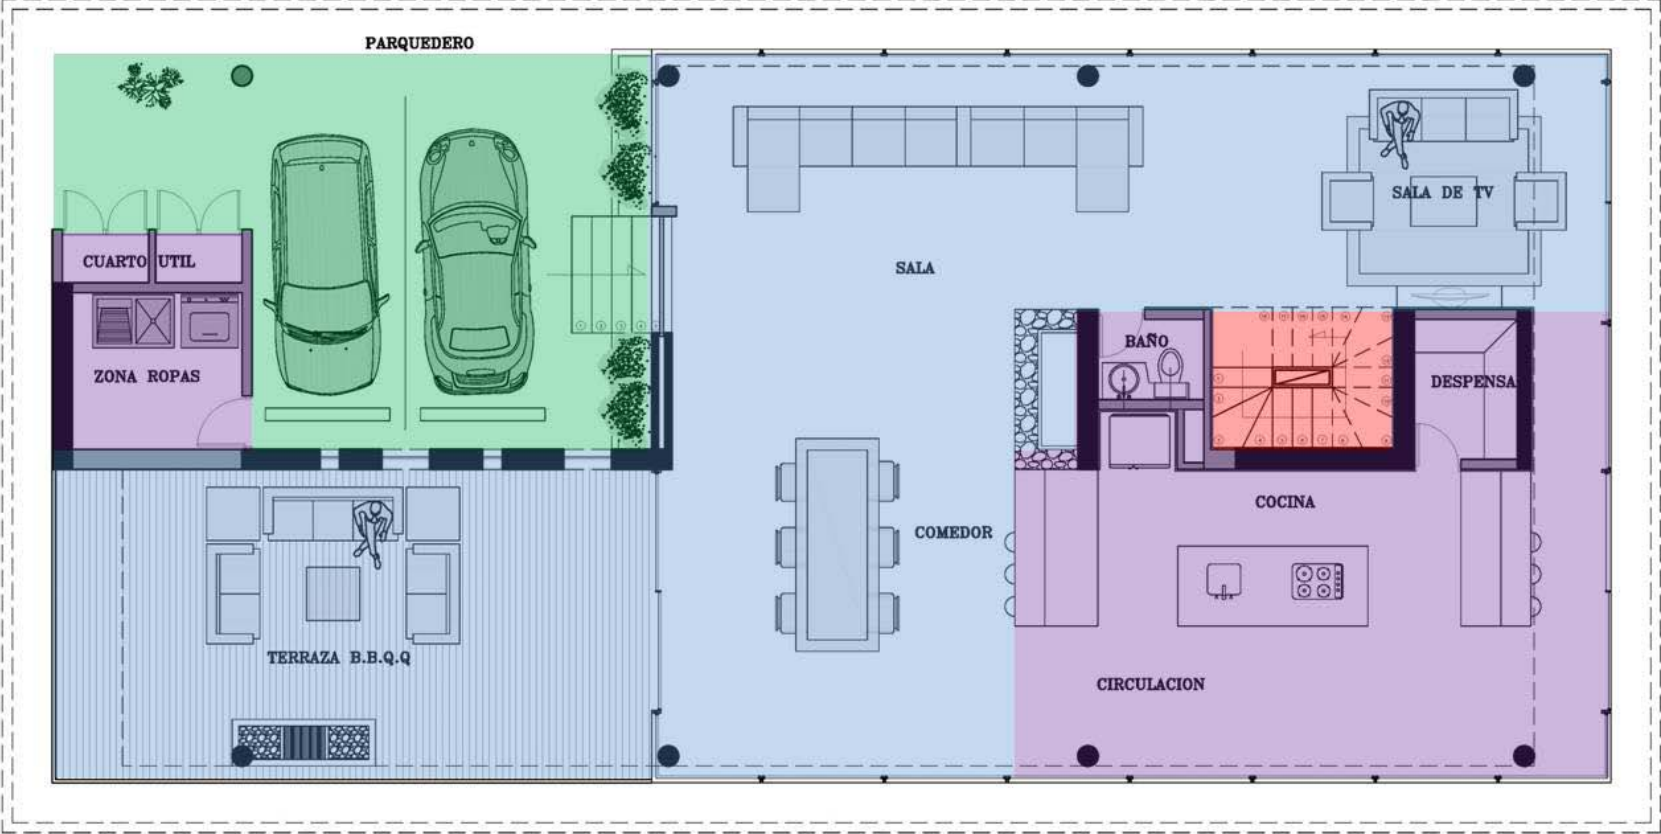 PARQUEDERO
SALA DE TV
CUARTO UTIL
SALA
BAÑO
ZONA ROPAS
DESPENSA
COCINA
COMEDOR
TERRAZA B.B.Q.Q
CIRCULACION